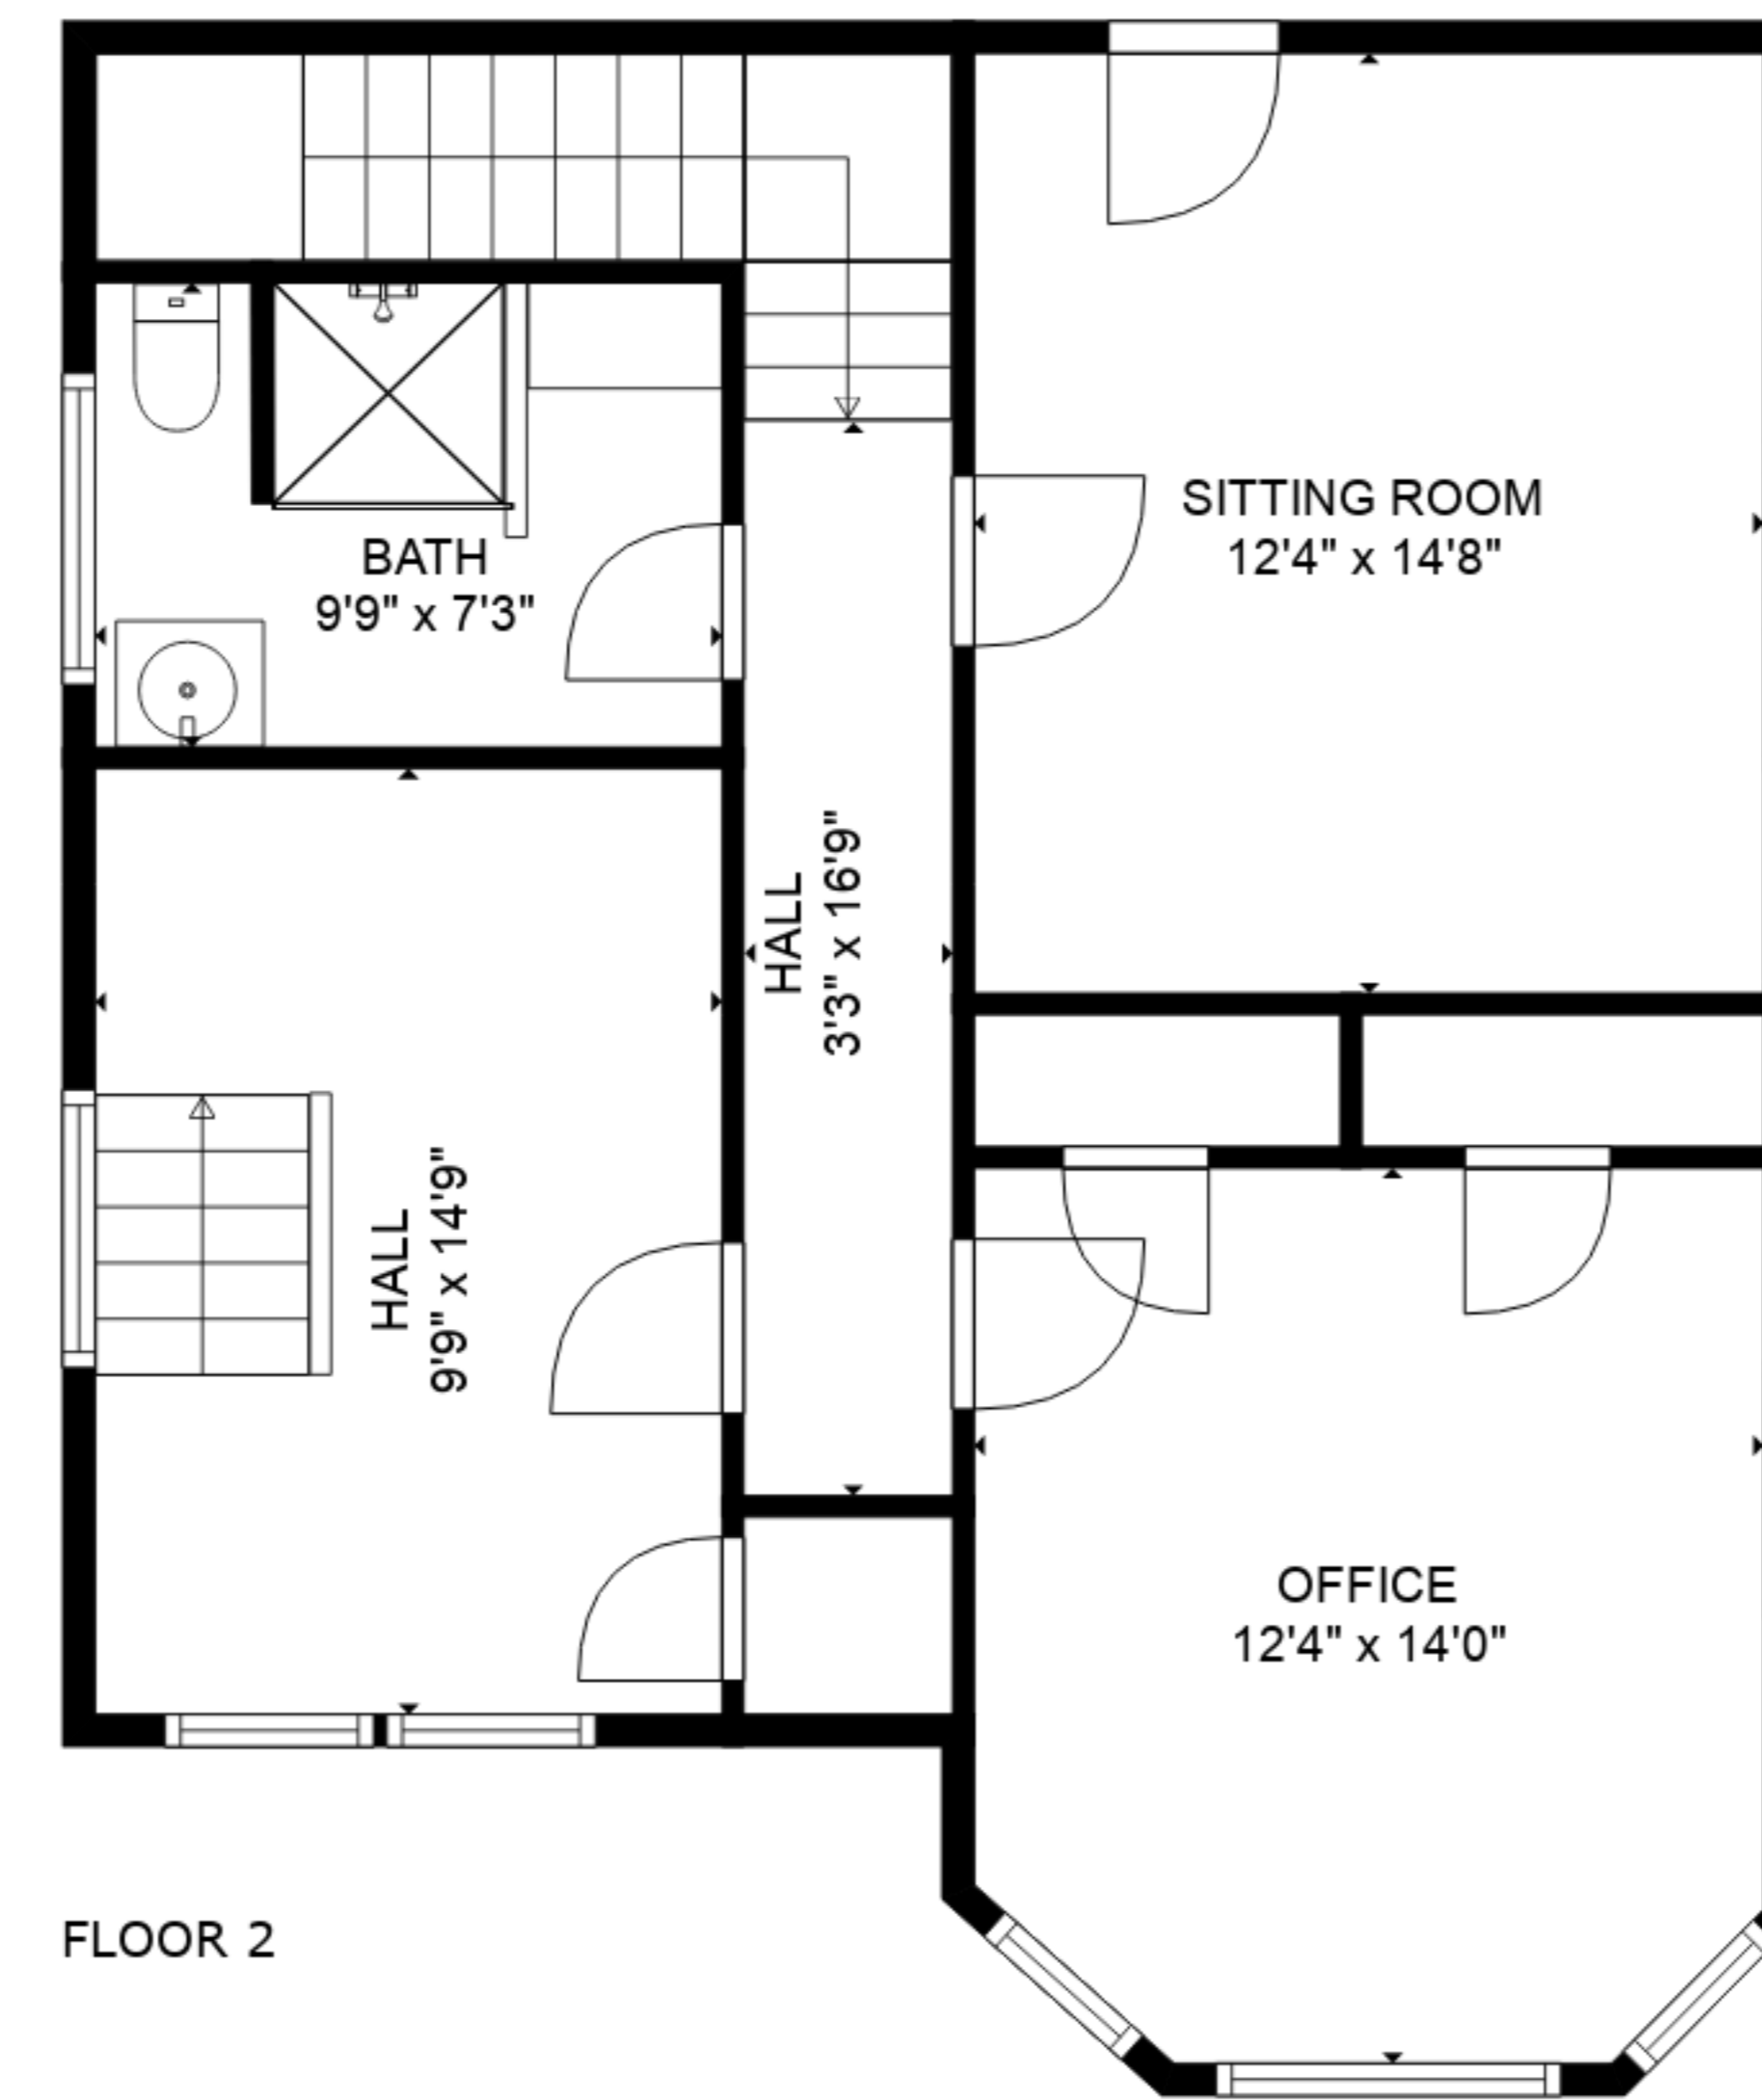 SITTING ROOM
12'4" x 14'8"
BATH
9'9" x 7'3"
HALL
3'3" x 16'9"
HALL
9'9" x 14'9"
OFFICE
12'4" x 14'0"
FLOOR 2